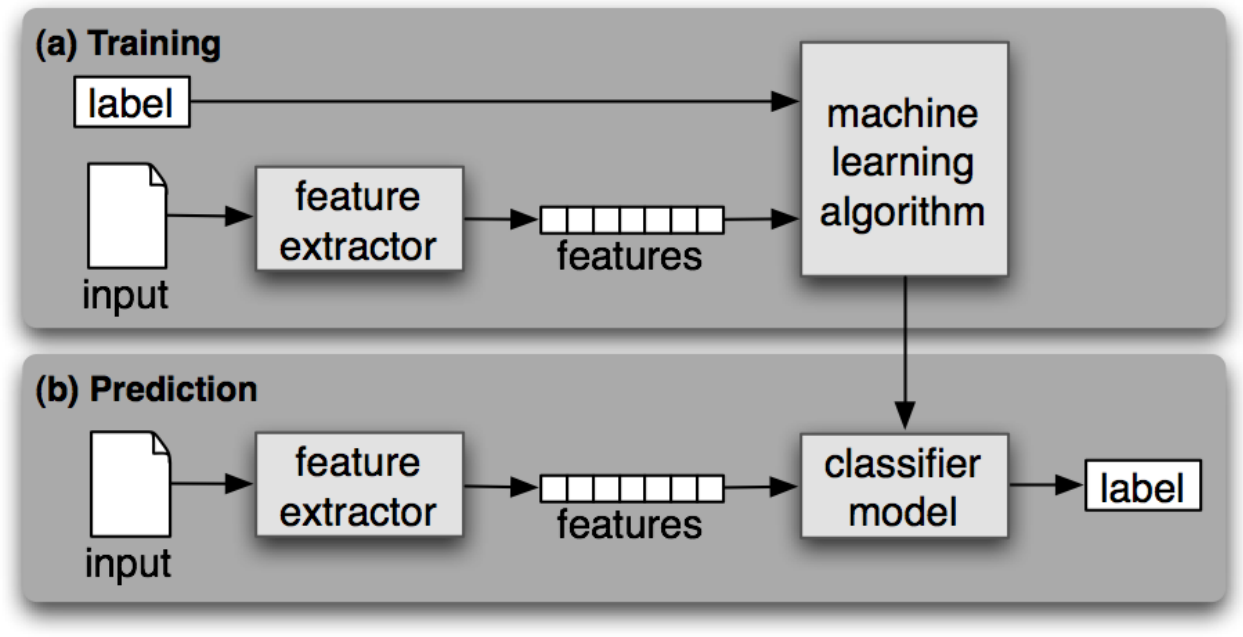 (a) Training
label
machine
learning
algorithm
feature
extractor
features
input
(b) Prediction
feature
extractor
features
input
classifier
model
label